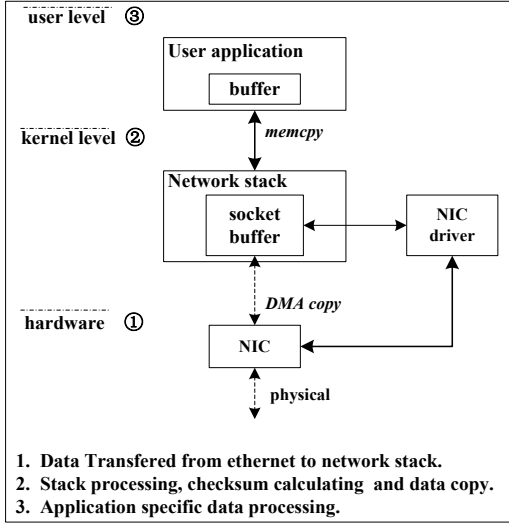 user level ③
User application
buffer
memcpy
kernel level ②
Network stack
socket
buffer
NIC
driver
DMA copy
hardware ①
NIC
physical
1. Data Transfered from ethernet to network stack.
2. Stack processing, checksum calculating and data copy.
3. Application specific data processing.